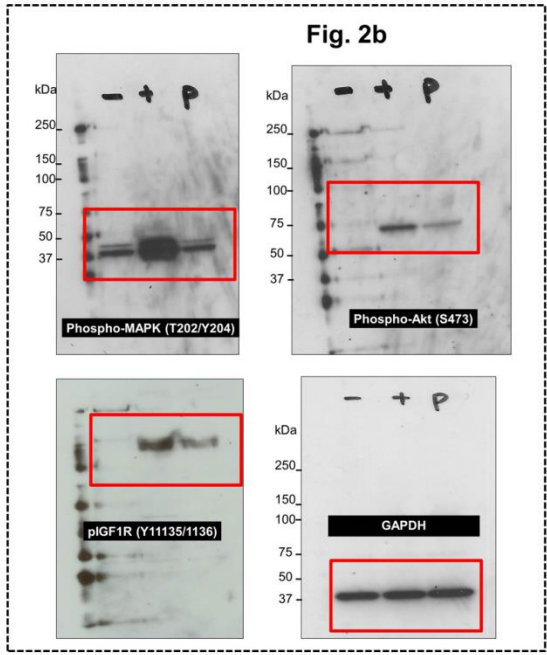 Fig. 2b
kDa
- + P
250
150
100
75
50
37
Phospho-MAPK (T202/Y204)
kDa
- + P
250
150
100
75
50
37
Phospho-Akt (S473)
pIGF1R (Y11135/1136)
- + P
kDa
250
150
100
GAPDH
75
50
37